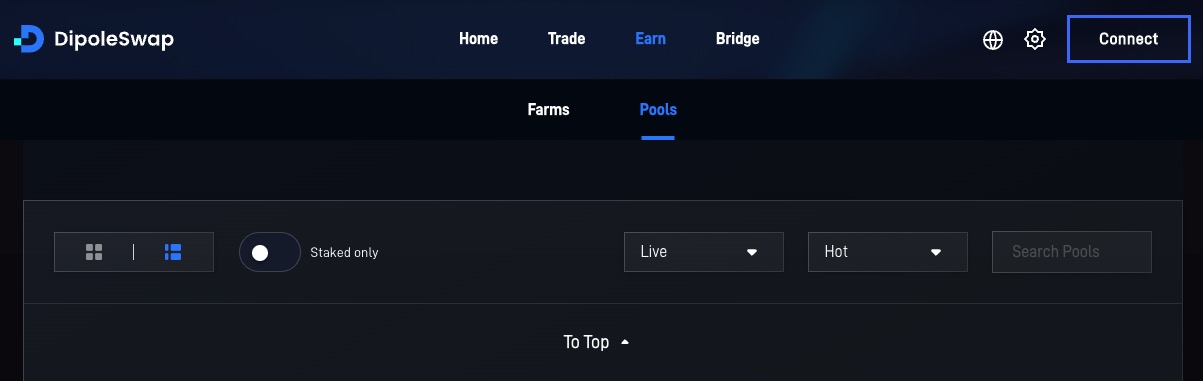 DipoleSwap Home Trade Earn Bridge Connect
Farms Pools
Staked only Live Hot Search Pools
To Top